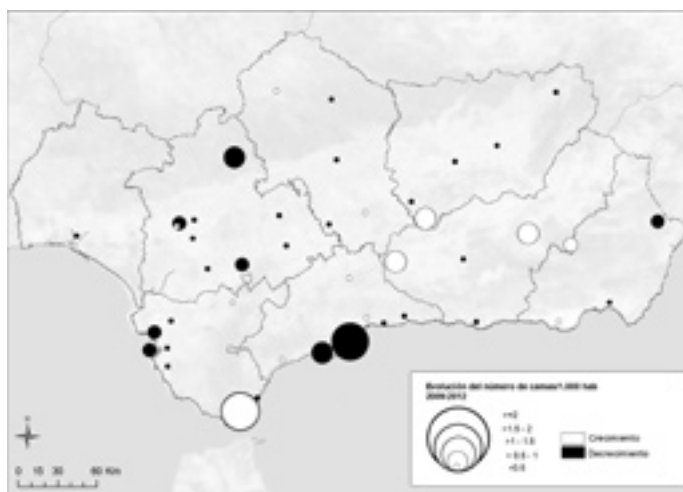 Evolución del número de camas/1,000 hab
2009-2012
>+2
+1.5 - 2
+1 - 1.5
+ 0.5 - 1
<0.5
Crecimiento
Decrecimiento
0 15 30 60 Km